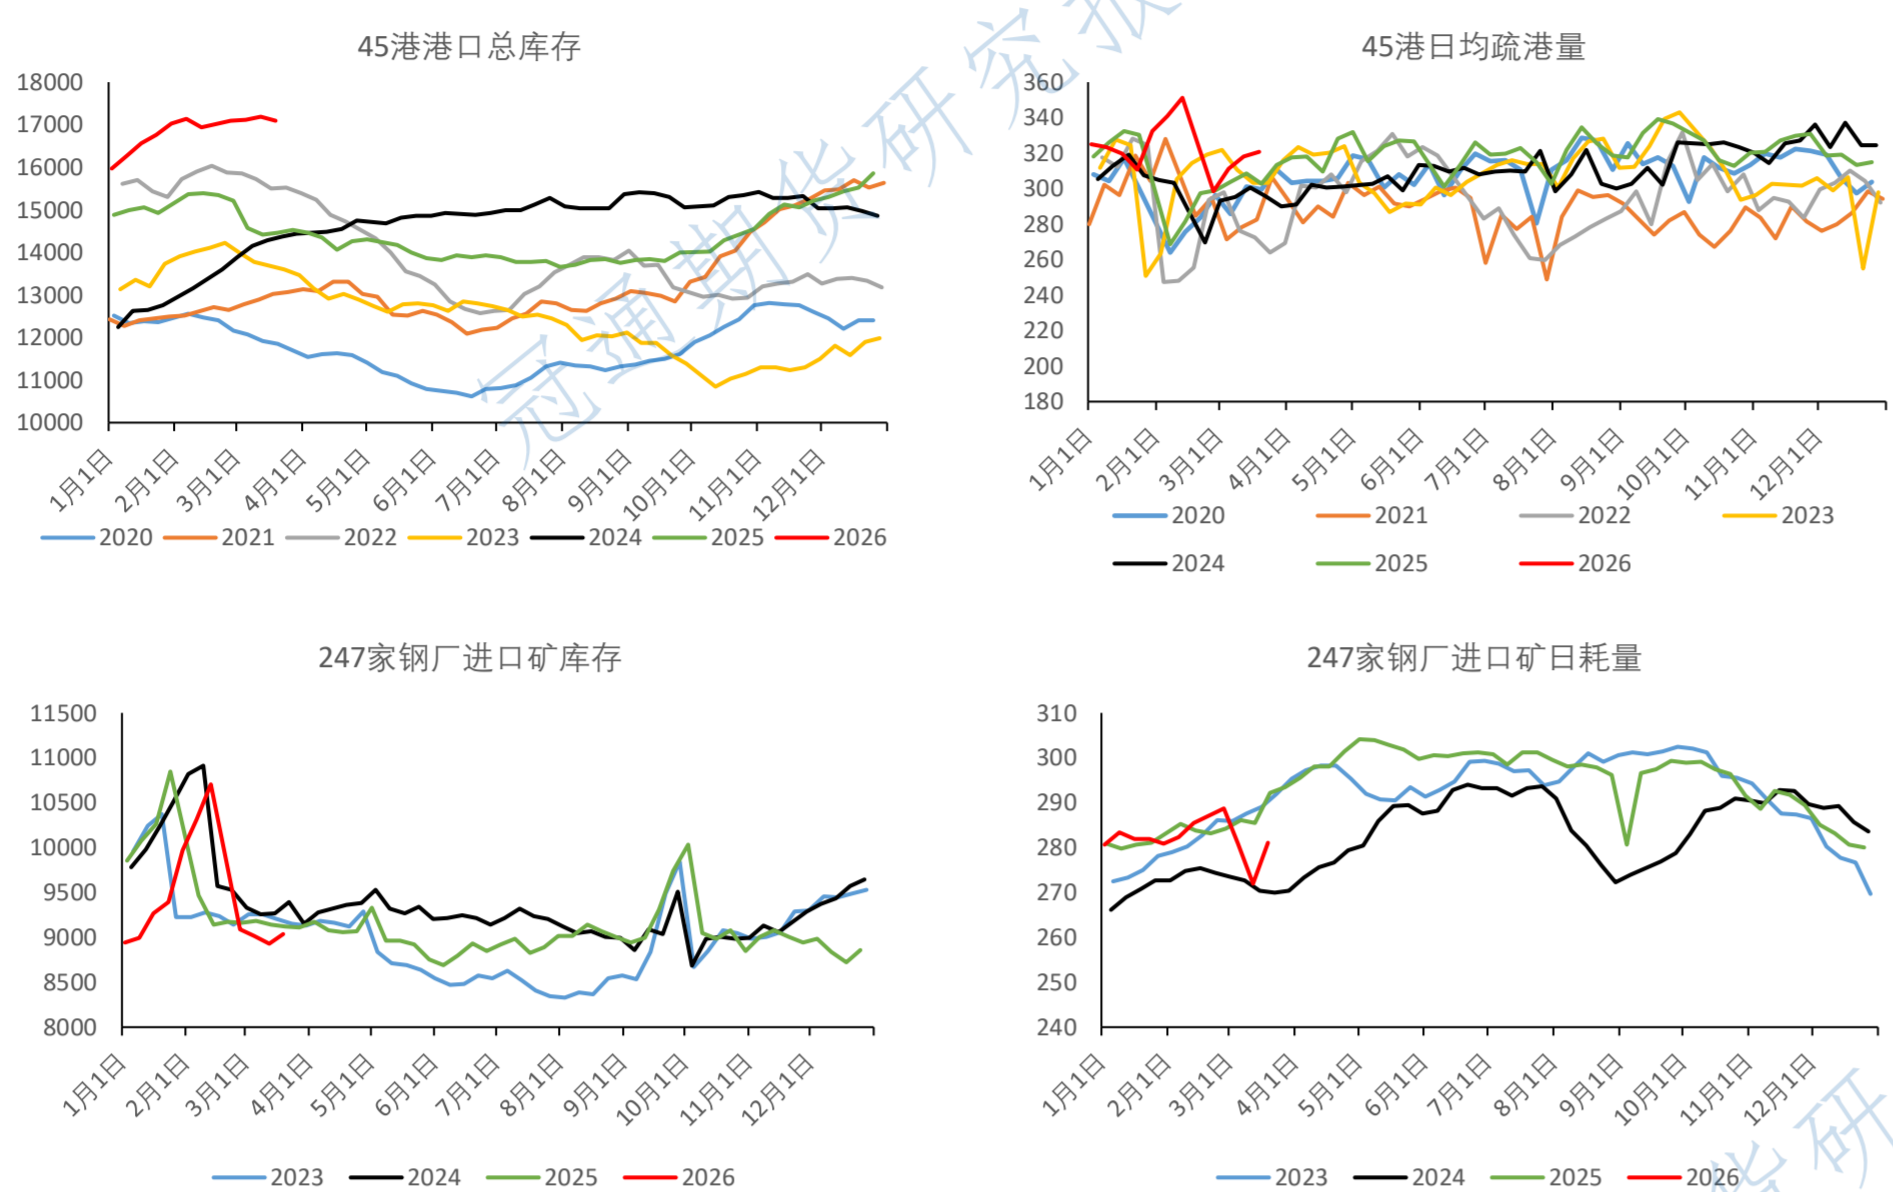 45港港口总库存
18000
17000
16000
15000
14000
13000
12000
11000
10000
1月1日
2月1日
3月1日
4月1日
5月1日
6月1日
7月1日
8月1日
9月1日
10月1日
11月1日
12月1日
2020 2021 2022 2023 2024 2025 2026
45港日均疏港量
360
340
320
300
280
260
240
220
200
180
1月1日
2月1日
3月1日
4月1日
5月1日
6月1日
7月1日
8月1日
9月1日
10月1日
11月1日
12月1日
2020 2021 2022 2023
2024 2025 2026
247家钢厂进口矿库存
11500
11000
10500
10000
9500
9000
8500
8000
1月1日
2月1日
3月1日
4月1日
5月1日
6月1日
7月1日
8月1日
9月1日
10月1日
11月1日
12月1日
2023 2024 2025 2026
247家钢厂进口矿日耗量
310
300
290
280
270
260
250
240
1月1日
2月1日
3月1日
4月1日
5月1日
6月1日
7月1日
8月1日
9月1日
10月1日
11月1日
12月1日
2023 2024 2025 2026
冠通期货研究报
货研